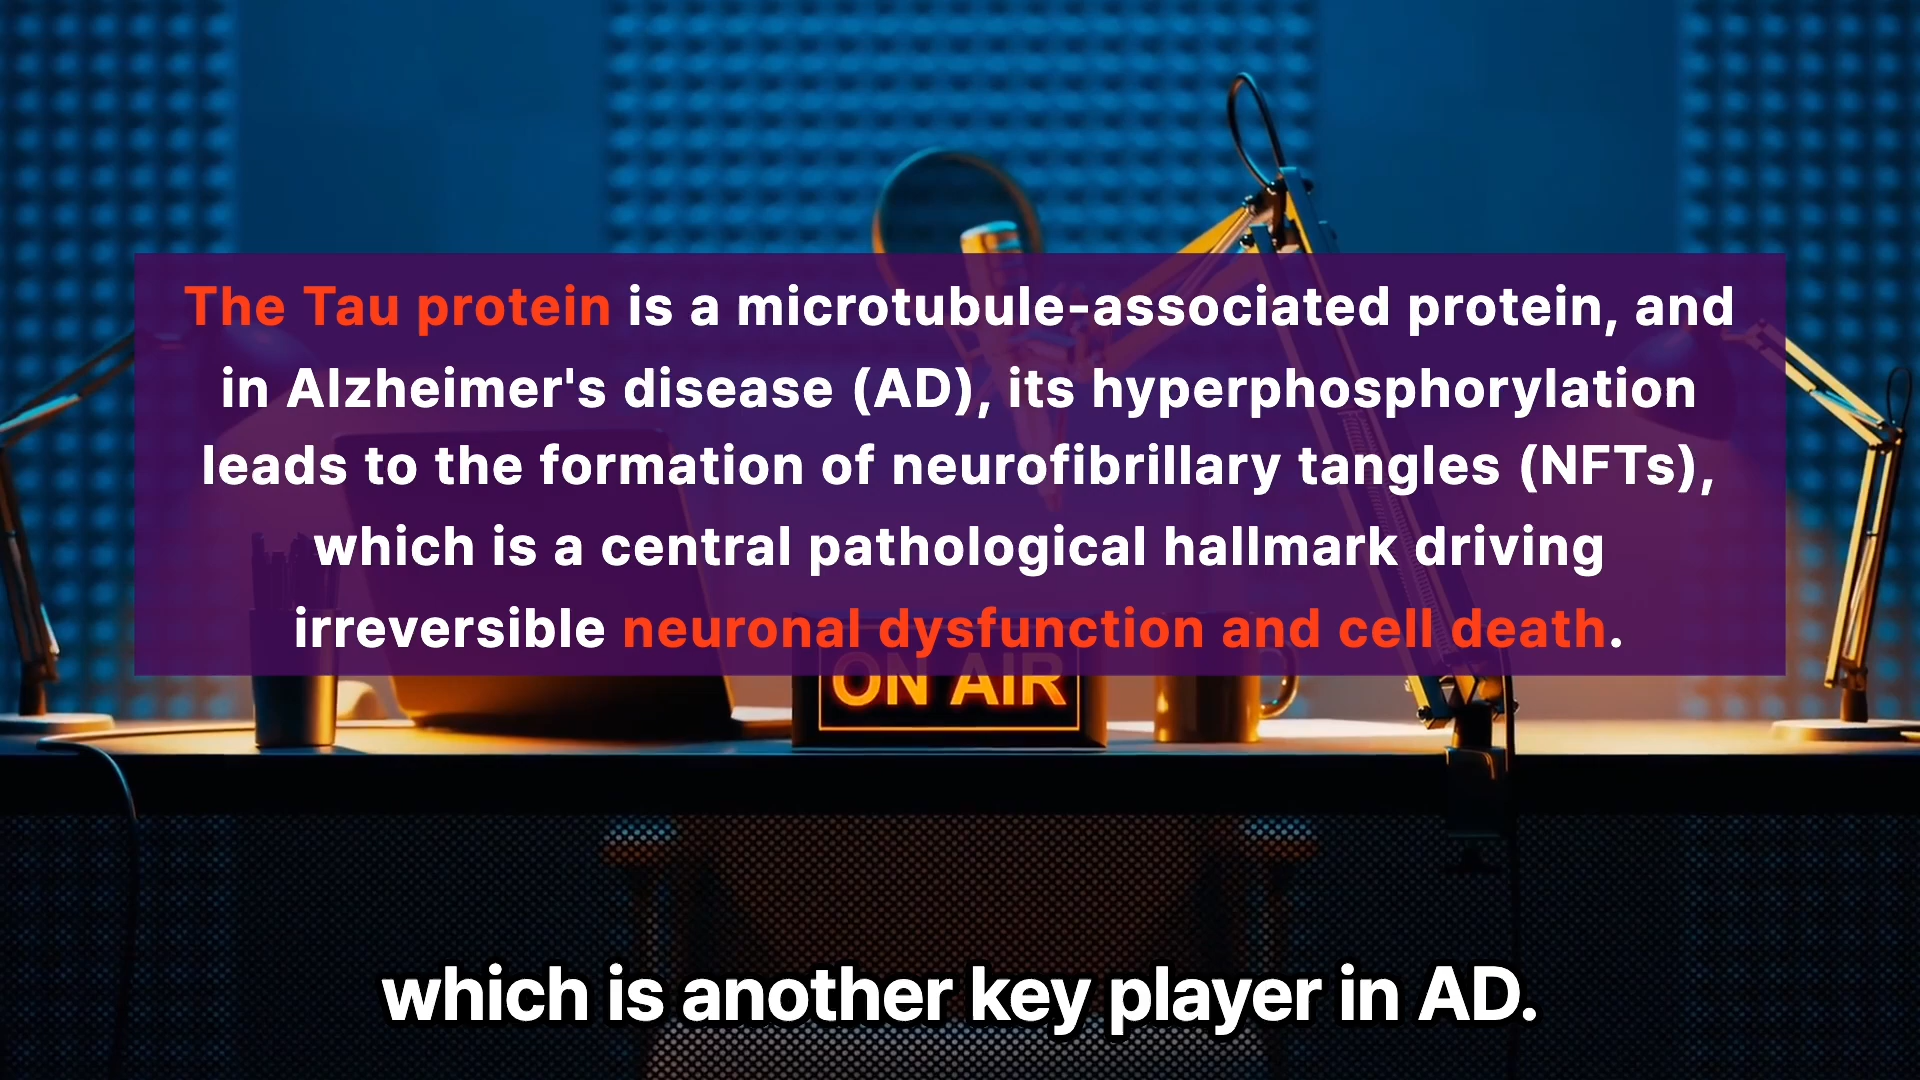 The Tau protein is a microtubule-associated protein, and
in Alzheimer's disease (AD), its hyperphosphorylation
leads to the formation of neurofibrillary tangles (NFTs),
which is a central pathological hallmark driving
irreversible neuronal dysfunction and cell death.
ON AIR
which is another key player in AD.